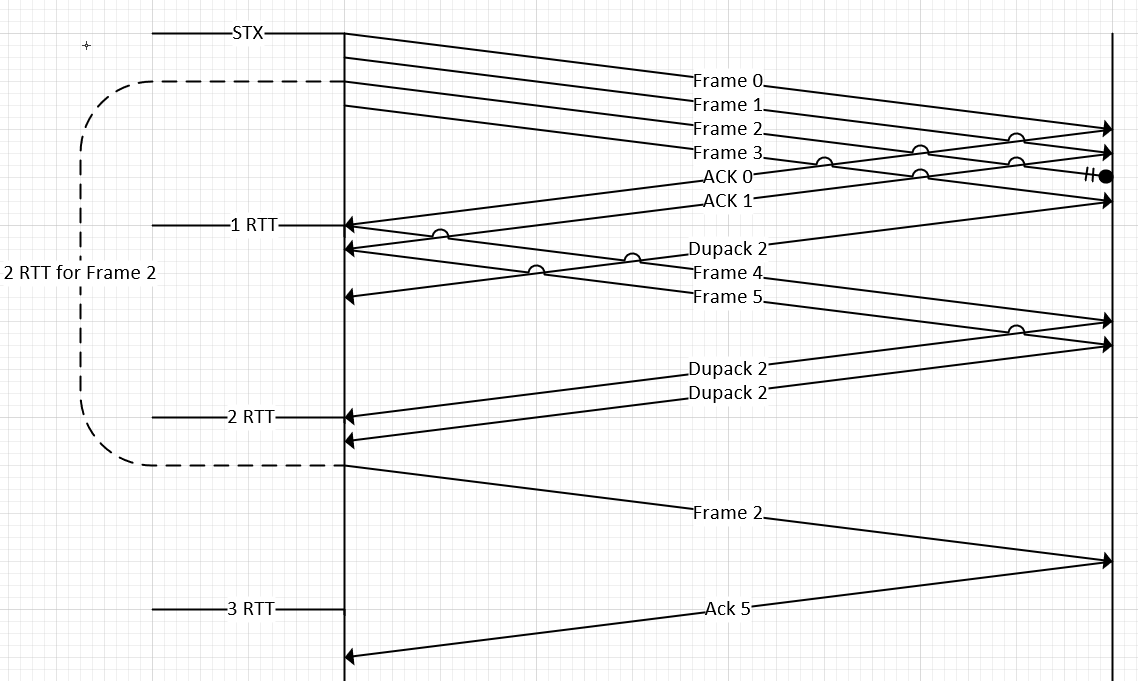 STX
Frame 0
Frame 1
Frame 2
Frame 3
ACK 0
ACK 1
1 RTT
Dupack 2
2 RTT for Frame 2
Frame 4
Frame 5
Dupack 2
Dupack 2
2 RTT
Frame 2
3 RTT
Ack 5